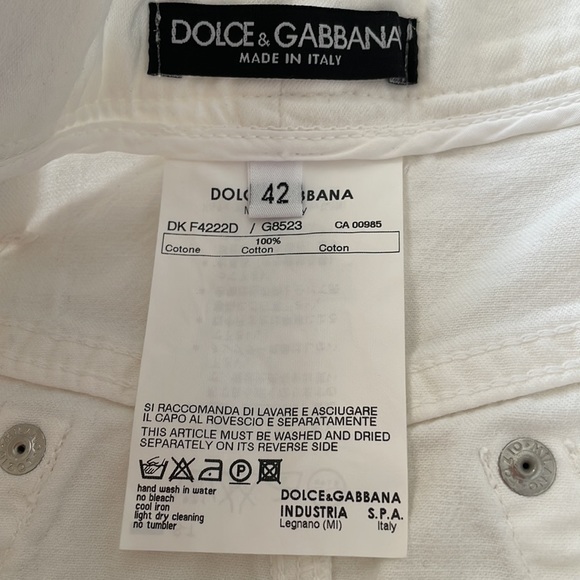 DOLCE & GABBANA
MADE IN ITALY
42
DOLC BBANA
DK F4222D / G8523 CA 00985
100%
Cotone Cotton Coton
SI RACCOMANDA DI LAVARE E ASCIUGARE
IL CAPO AL ROVESCIO E SEPARATAMENTE
THIS ARTICLE MUST BE WASHED AND DRIED
SEPARATELY ON ITS REVERSE SIDE
P
hand wash in water
no bleach
cool iron
light dry cleaning
no tumbler
DOLCE&GABBANA
INDUSTRIA S.P.A.
Legnano (MI) Italy